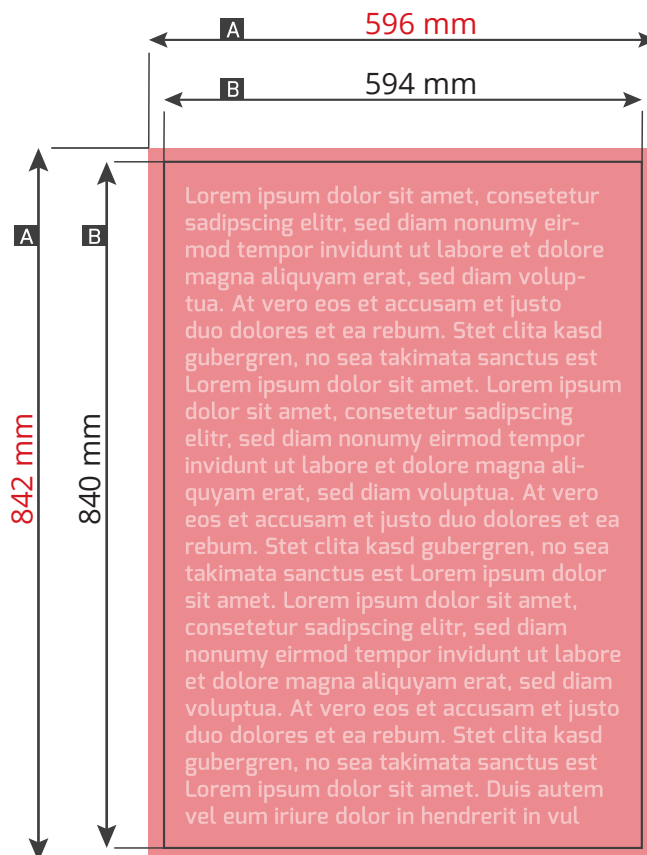 A 596 mm
B 594 mm
A
B
842 mm
840 mm
Lorem ipsum dolor sit amet, consetetur
sadipscing elitr, sed diam nonumy eir-
mod tempor invidunt ut labore et dolore
magna aliquyam erat, sed diam volup-
tua. At vero eos et accusam et justo
duo dolores et ea rebum. Stet clita kasd
gubergren, no sea takimata sanctus est
Lorem ipsum dolor sit amet. Lorem ipsum
dolor sit amet, consetetur sadipscing
elitr, sed diam nonumy eirmod tempor
invidunt ut labore et dolore magna ali-
quyam erat, sed diam voluptua. At vero
eos et accusam et justo duo dolores et ea
rebum. Stet clita kasd gubergren, no sea
takimata sanctus est Lorem ipsum dolor
sit amet. Lorem ipsum dolor sit amet,
consetetur sadipscing elitr, sed diam
nonumy eirmod tempor invidunt ut labore
et dolore magna aliquyam erat, sed diam
voluptua. At vero eos et accusam et justo
duo dolores et ea rebum. Stet clita kasd
gubergren, no sea takimata sanctus est
Lorem ipsum dolor sit amet. Duis autem
vel eum iriure dolor in hendrerit in vul